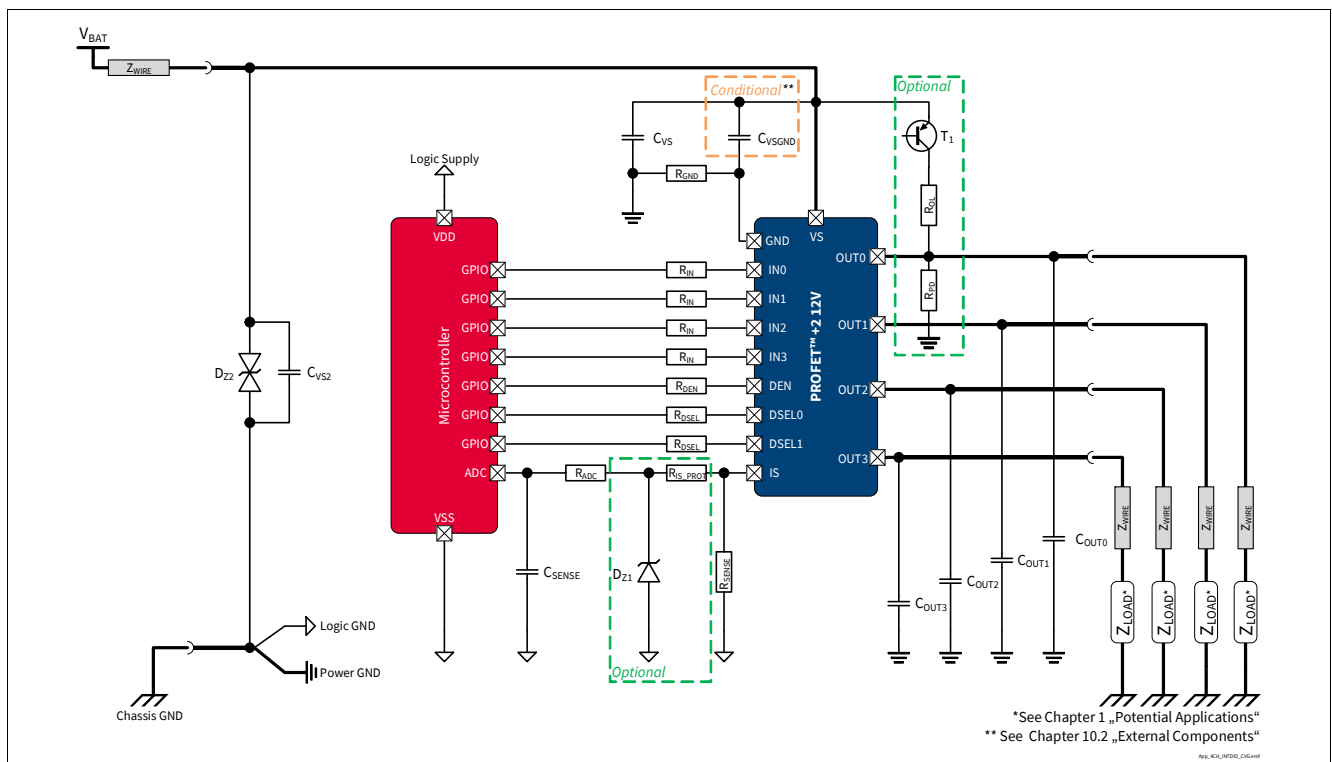 VBAT
ZWIRE
Conditional**
Optional
CVS
CVSGND
T1
Logic Supply
RGND
ROL
VDD
GND
VS
OUT0
GPIO
RIN
IN0
RPD
GPIO
RIN
IN1
OUT1
GPIO
RIN
IN2
GPIO
RIN
IN3
Microcontroller
PROFET™+2 12V
DZ2
CVS2
GPIO
RDEN
DEN
OUT2
GPIO
RDSEL
DSEL0
GPIO
RDSEL
DSEL1
OUT3
ADC
RADC
RIS_PROT
IS
VSS
ZWIRE
ZWIRE
ZWIRE
ZWIRE
COUT0
COUT1
CSENSE
DZ1
RSENSE
COUT2
COUT3
ZLOAD*
ZLOAD*
ZLOAD*
ZLOAD*
Logic GND
Power GND
Optional
Chassis GND
*See Chapter 1 „Potential Applications“
** See Chapter 10.2 „External Components“
App_4CH_INTDIO_CVG.emf